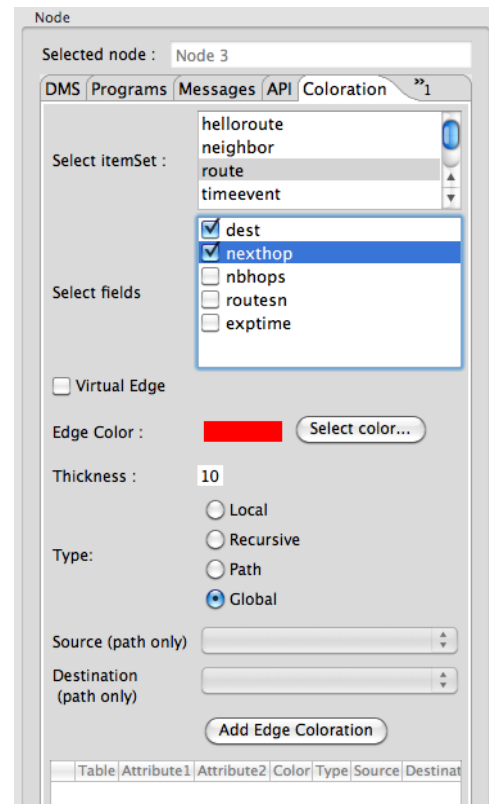 Node
Selected node : Node 3
DMS Programs Messages API Coloration »1
Select itemSet :
helloroute
neighbor
route
timeevent
Select fields
dest
nexthop
nbhops
routesn
exptime
Virtual Edge
Edge Color : Select color...
Thickness : 10
Type:
Local
Recursive
Path
Global
Source (path only)
Destination
(path only)
Add Edge Coloration
Table Attribute1 Attribute2 Color Type Source Destinat